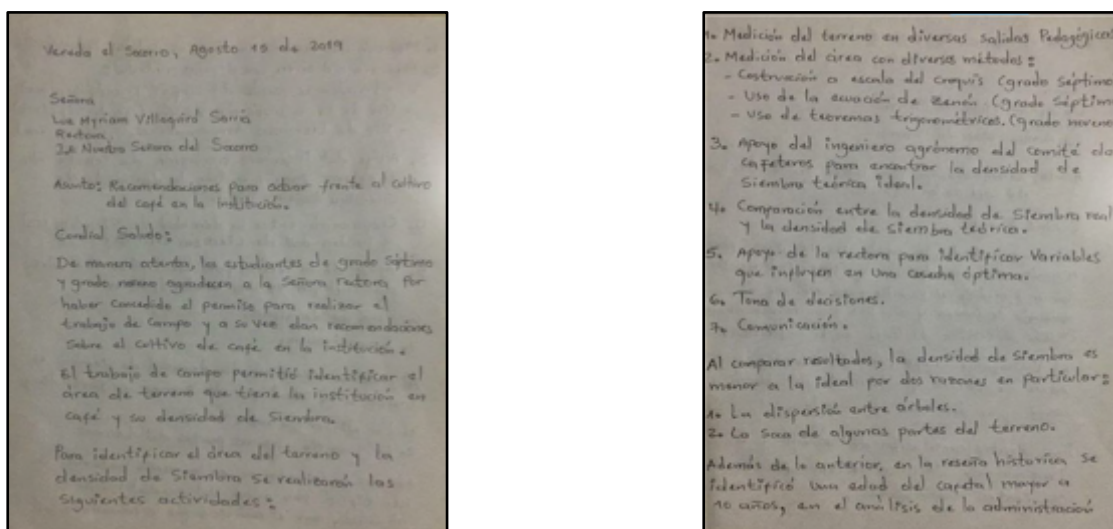 Vereda el Socorro, Agosto 15 de 2019
Señora
Luz Myriam Villaquirá
Rectora
I.E Nuestra Señora del Socorro
Asunto: Recomendaciones para actuar frente al cultivo
del café en la institución.
Cordial Saludo:
De manera atenta, los estudiantes de grado Séptimo
y grado noveno agradecen a la Señora rectora por
haber concedido el permiso para realizar el
trabajo de campo y a su vez dan recomendaciones
sobre el cultivo de café en la institución.
El trabajo de campo permitió identificar el
área de terreno que tiene la institución en
café y su densidad de siembra.
Para identificar el área del terreno y la
densidad de siembra se realizaron las
siguientes actividades:
1. Medición del terreno en diversas salidas Pedagógicas
2. Medición del área con diversos métodos:
- Costrucción a escala del croquis (grado Séptimo
- Uso de la ecuación de Zenón. (grado Séptimo
- Uso de teoremas trigonométricos. (grado noveno
3. Apoyo del ingeniero agrónomo del comité de
cafeteros para encontrar la densidad de
siembra teórica ideal.
4. Comparación entre la densidad de siembra real
y la densidad de siembra teórica.
5. Apoyo de la rectora para identificar variables
que influyen en una cosecha óptima.
6. Toma de decisiones.
7. Comunicación.
Al comparar resultados, la densidad de siembra es
menor a la ideal por dos razones en particular:
1. La dispersión entre árboles.
2. La soca de algunas partes del terreno.
Además de lo anterior, en la reseña historica se
identificó una edad del cafetal mayor a
10 años, en el análisis de la administración